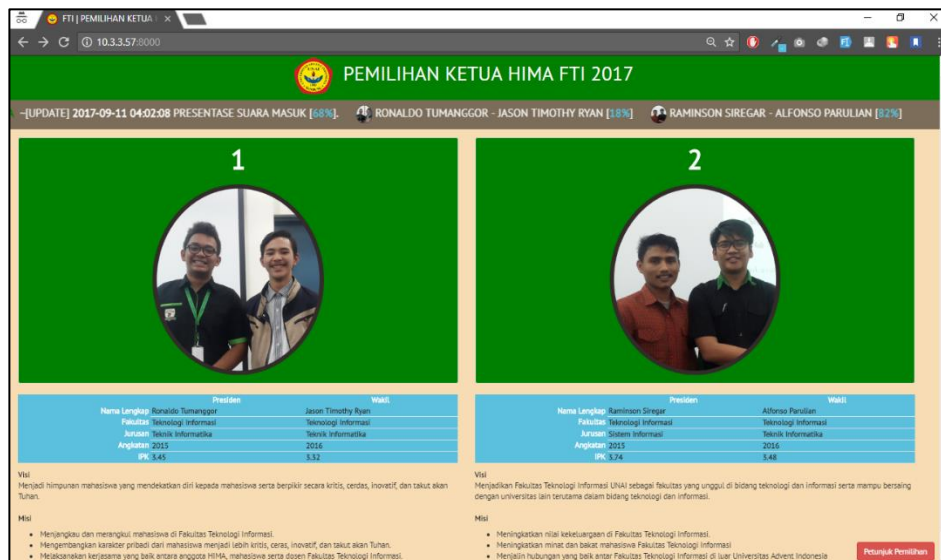 FTI | PEMILIHAN KETUA
10.3.3.57:8000
PEMILIHAN KETUA HIMA FTI 2017
~[UPDATE] 2017-09-11 04:02:08 PRESENTASE SUARA MASUK [68%]. RONALDO TUMANGGOR - JASON TIMOTHY RYAN [18%] RAMINSON SIREGAR - ALFONSO PARULIAN [82%]
1
Presiden Wakil
Nama Lengkap Ronaldo Tumanggor Jason Timothy Ryan
Fakultas Teknologi Informasi Teknologi Informasi
Jurusan Teknik Informatika Teknik Informatika
Angkatan 2015 2016
IPK 3.45 3.32
Visi
Menjadi himpunan mahasiswa yang mendekatkan diri kepada mahasiswa serta berpikir secara kritis, cerdas, inovatif, dan takut akan
Tuhan.
Misi
• Menjangkau dan merangkul mahasiswa di Fakultas Teknologi Informasi.
• Mengembangkan karakter pribadi dari mahasiswa menjadi lebih kritis, ceras, inovatif, dan takut akan Tuhan.
• Melaksanakan kerjasama yang baik antara anggota HIMA, mahasiswa serta dosen Fakultas Teknologi Informasi.
2
Presiden Wakil
Nama Lengkap Raminson Siregar Alfonso Parulian
Fakultas Teknologi Informasi Teknologi Informasi
Jurusan Sistem Informasi Teknik Informatika
Angkatan 2015 2016
IPK 3.74 3.48
Visi
Menjadikan Fakultas Teknologi Informasi UNAI sebagai fakultas yang unggul di bidang teknologi dan informasi serta mampu bersaing
dengan universitas lain terutama dalam bidang teknologi dan informasi.
Misi
• Meningkatkan nilai kekeluargaan di Fakultas Teknologi Informasi.
• Meningkatkan minat dan bakat mahasiswa Fakultas Teknologi Informasi
• Menjalin hubungan yang baik antar Fakultas Teknologi Informasi di luar Universitas Advent Indonesia
Petunjuk Pemilihan